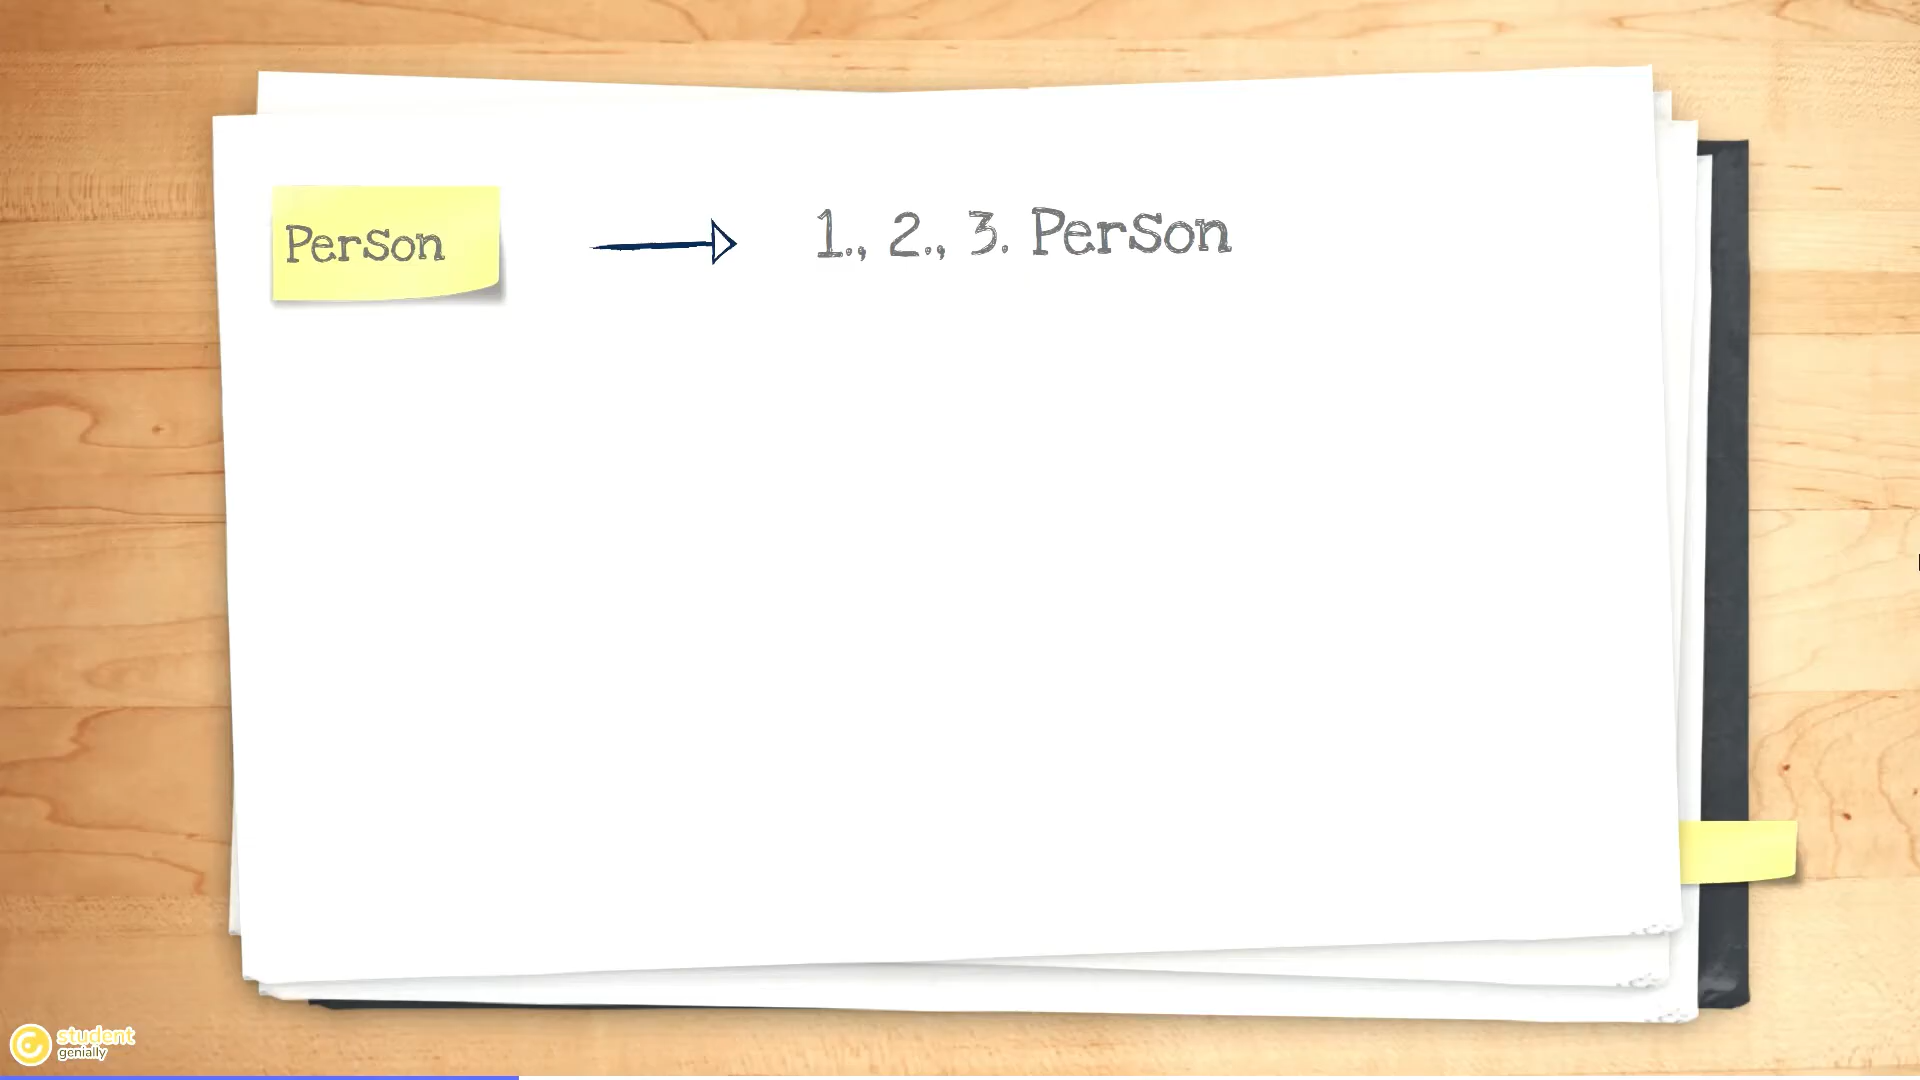 Person
1., 2., 3. Person
student
genially